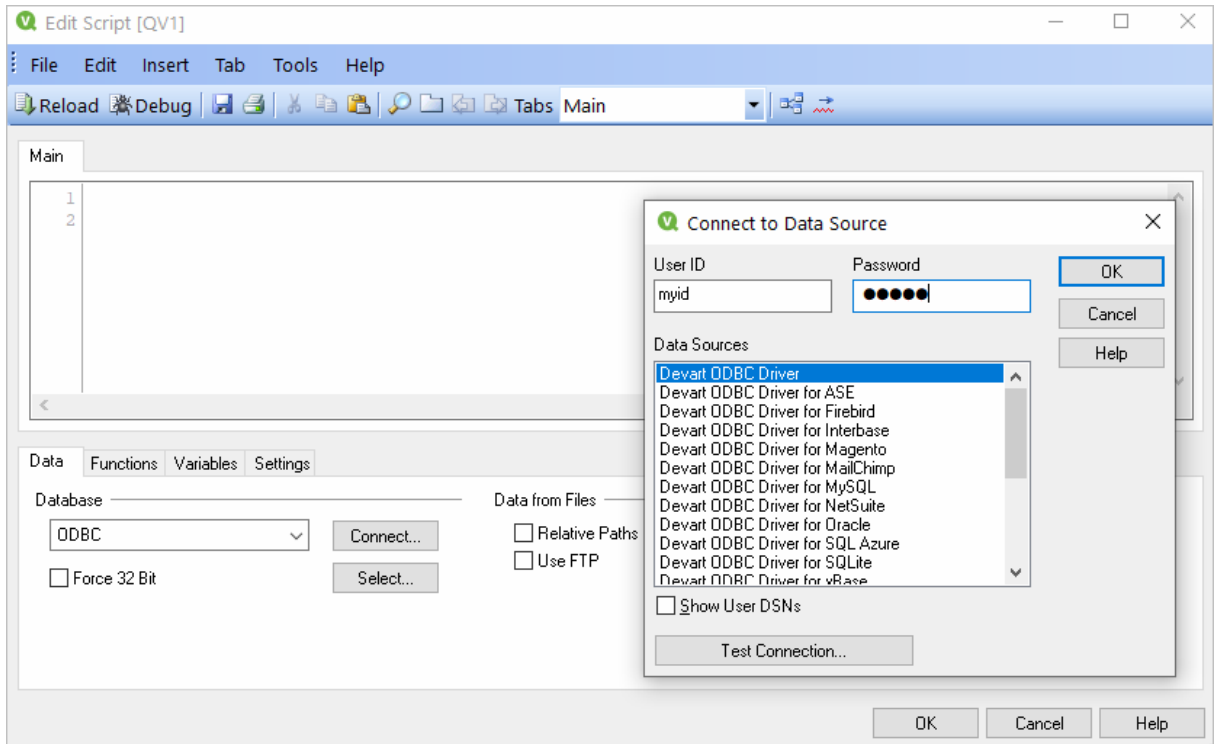 Edit Script [QV1]
File Edit Insert Tab Tools Help
Reload Debug Tabs Main
Main
1
2
Connect to Data Source
User ID Password
myid ●●●●●
OK
Cancel
Help
Data Sources
Devart ODBC Driver
Devart ODBC Driver for ASE
Devart ODBC Driver for Firebird
Devart ODBC Driver for Interbase
Devart ODBC Driver for Magento
Devart ODBC Driver for MailChimp
Devart ODBC Driver for MySQL
Devart ODBC Driver for NetSuite
Devart ODBC Driver for Oracle
Devart ODBC Driver for SQL Azure
Devart ODBC Driver for SQLite
Devart ODBC Driver for xBase
Show User DSNs
Test Connection...
Data Functions Variables Settings
Database
ODBC
Connect...
Force 32 Bit
Select...
Data from Files
Relative Paths
Use FTP
OK Cancel Help